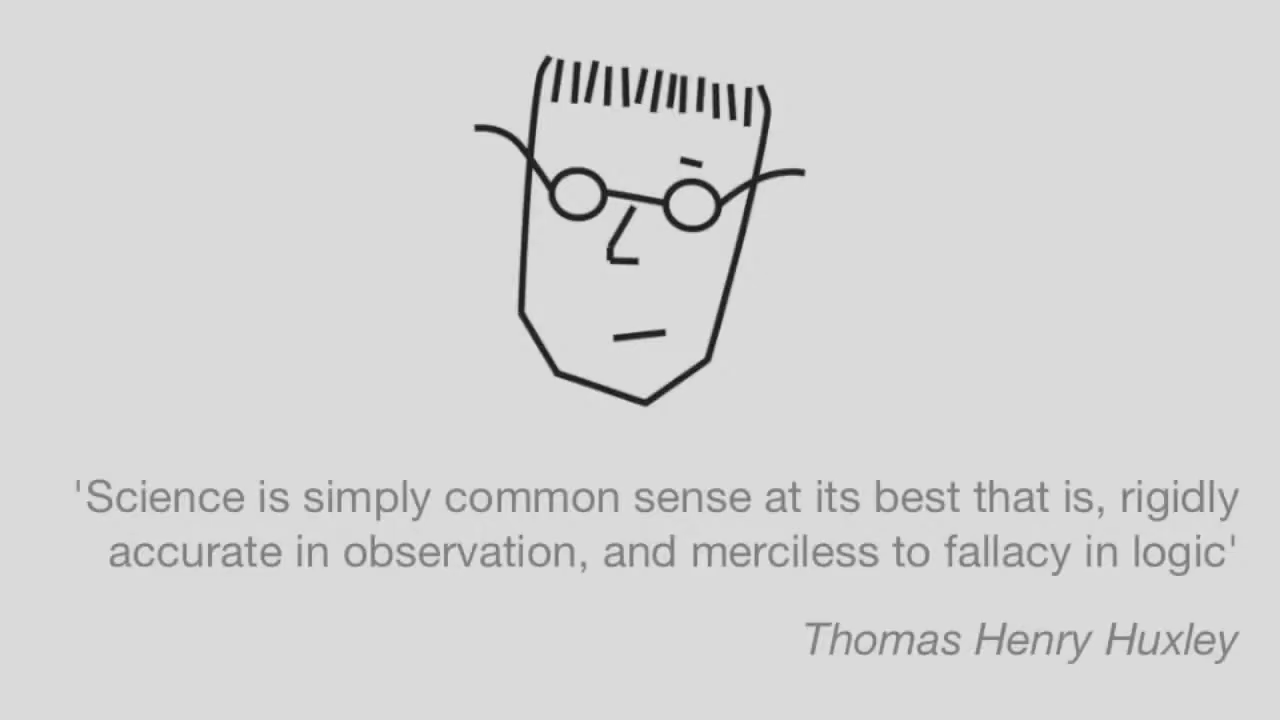 'Science is simply common sense at its best that is, rigidly
accurate in observation, and merciless to fallacy in logic'
Thomas Henry Huxley